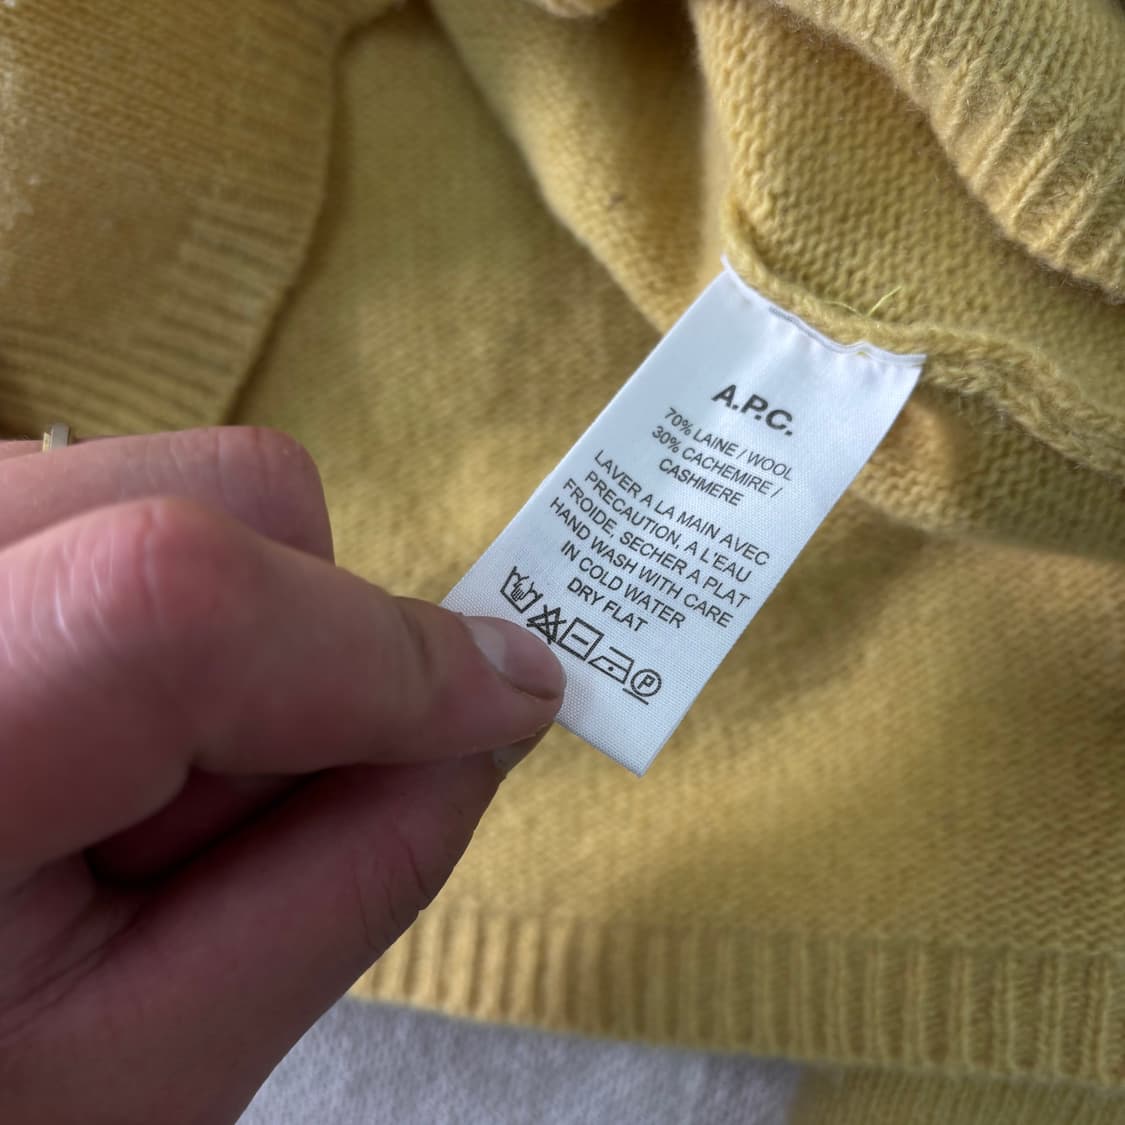 A.P.C.
70% LAINE / WOOL
30% CACHEMIRE /
CASHMERE
LAVER A LA MAIN AVEC
PRECAUTION, A L'EAU
FROIDE, SECHER A PLAT
HAND WASH WITH CARE
IN COLD WATER
DRY FLAT
P